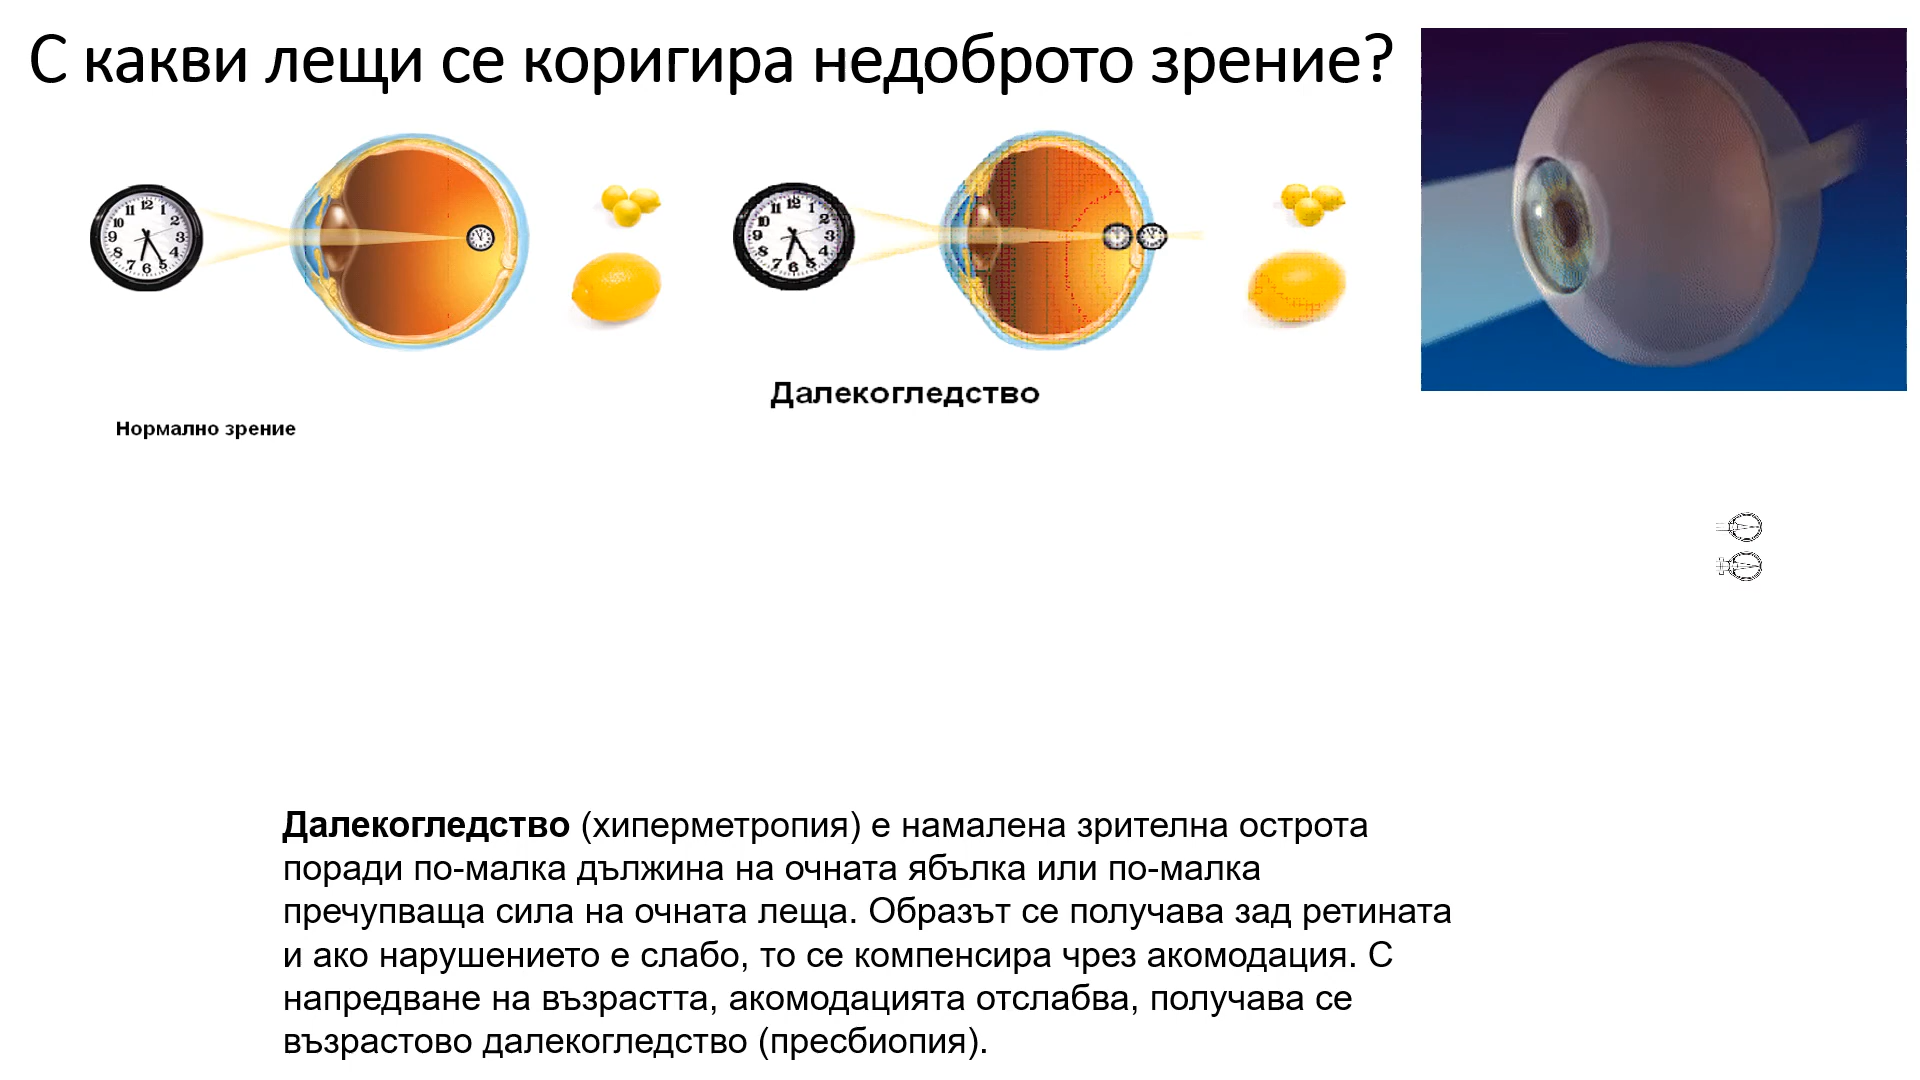 С какви лещи се коригира недоброто зрение?
Далекогледство
Нормално зрение
Далекогледство (хиперметропия) е намалена зрителна острота
поради по-малка дължина на очната ябълка или по-малка
пречупваща сила на очната леща. Образът се получава зад ретината
и ако нарушението е слабо, то се компенсира чрез акомодация. С
напредване на възрастта, акомодацията отслабва, получава се
възрастово далекогледство (пресбиопия).